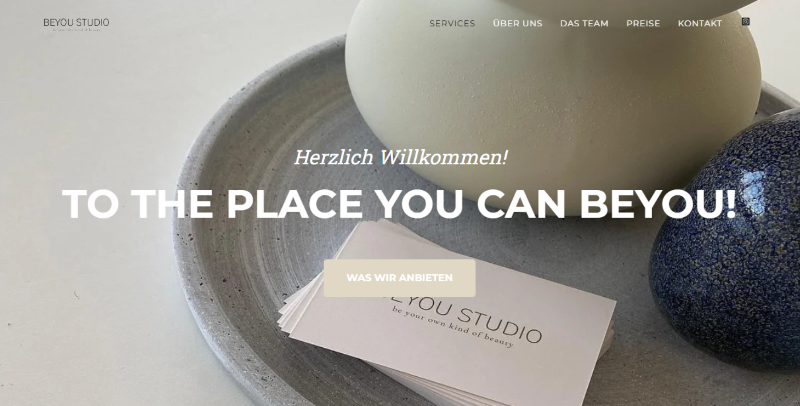 BEYOU STUDIO
SERVICES ÜBER UNS DAS TEAM PREISE KONTAKT
Herzlich Willkommen!
TO THE PLACE YOU CAN BEYOU!
WAS WIR ANBIETEN
BEYOU STUDIO
be your own kind of beauty